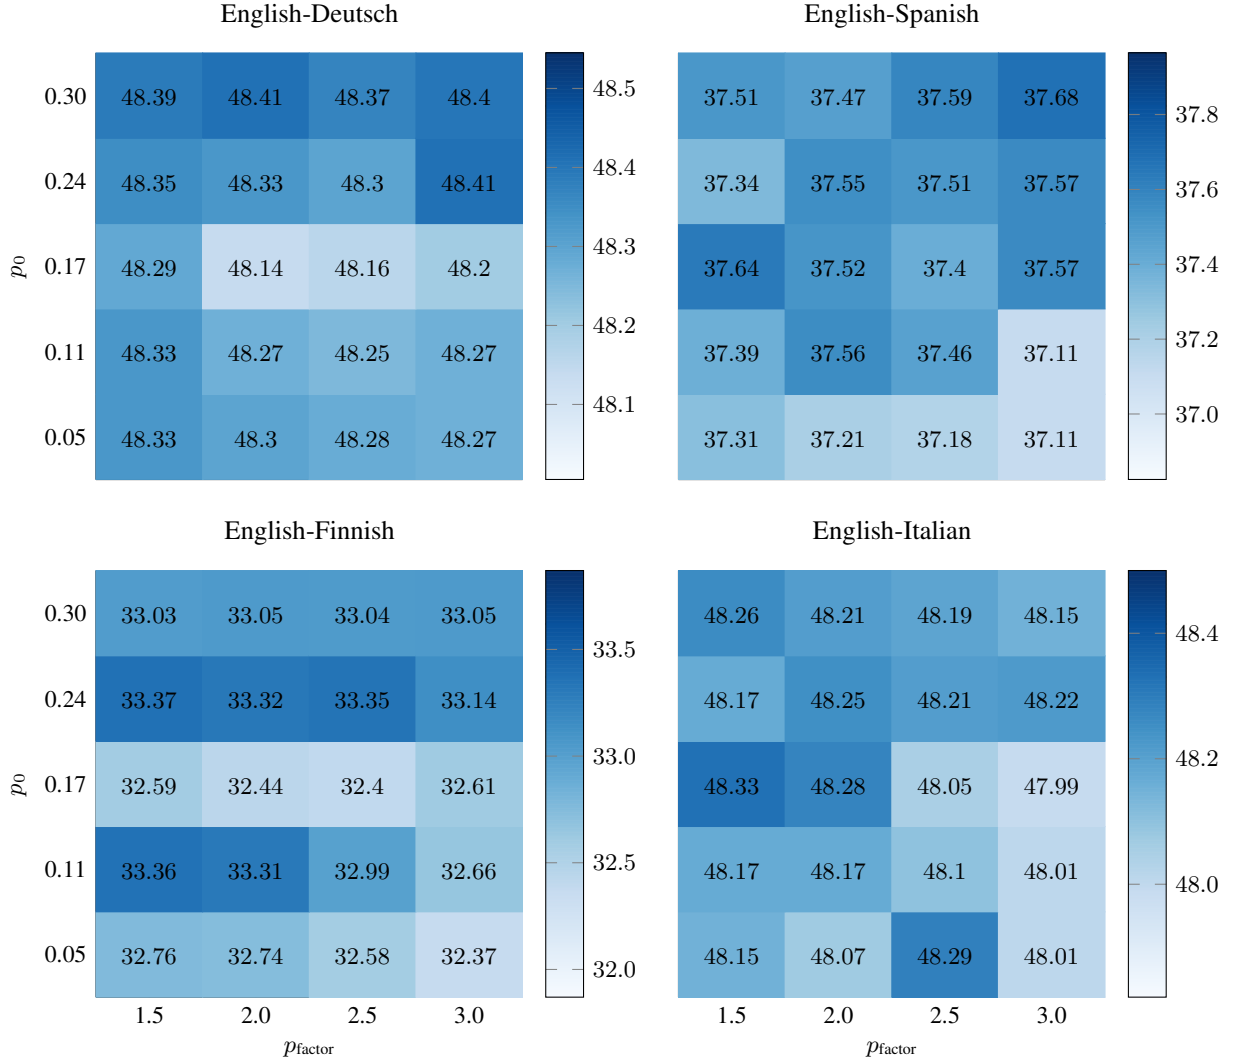 English-Deutsch
English-Spanish
0.30 48.39 48.41 48.37 48.4
0.24 48.35 48.33 48.3 48.41
0.17 48.29 48.14 48.16 48.2
0.11 48.33 48.27 48.25 48.27
0.05 48.33 48.3 48.28 48.27
p0
48.5
48.4
48.3
48.2
48.1
37.51 37.47 37.59 37.68
37.34 37.55 37.51 37.57
37.64 37.52 37.4 37.57
37.39 37.56 37.46 37.11
37.31 37.21 37.18 37.11
37.8
37.6
37.4
37.2
37.0
English-Finnish
English-Italian
0.30 33.03 33.05 33.04 33.05
0.24 33.37 33.32 33.35 33.14
0.17 32.59 32.44 32.4 32.61
0.11 33.36 33.31 32.99 32.66
0.05 32.76 32.74 32.58 32.37
p0
1.5 2.0 2.5 3.0
pfactor
33.5
33.0
32.5
32.0
48.26 48.21 48.19 48.15
48.17 48.25 48.21 48.22
48.33 48.28 48.05 47.99
48.17 48.17 48.1 48.01
48.15 48.07 48.29 48.01
1.5 2.0 2.5 3.0
pfactor
48.4
48.2
48.0